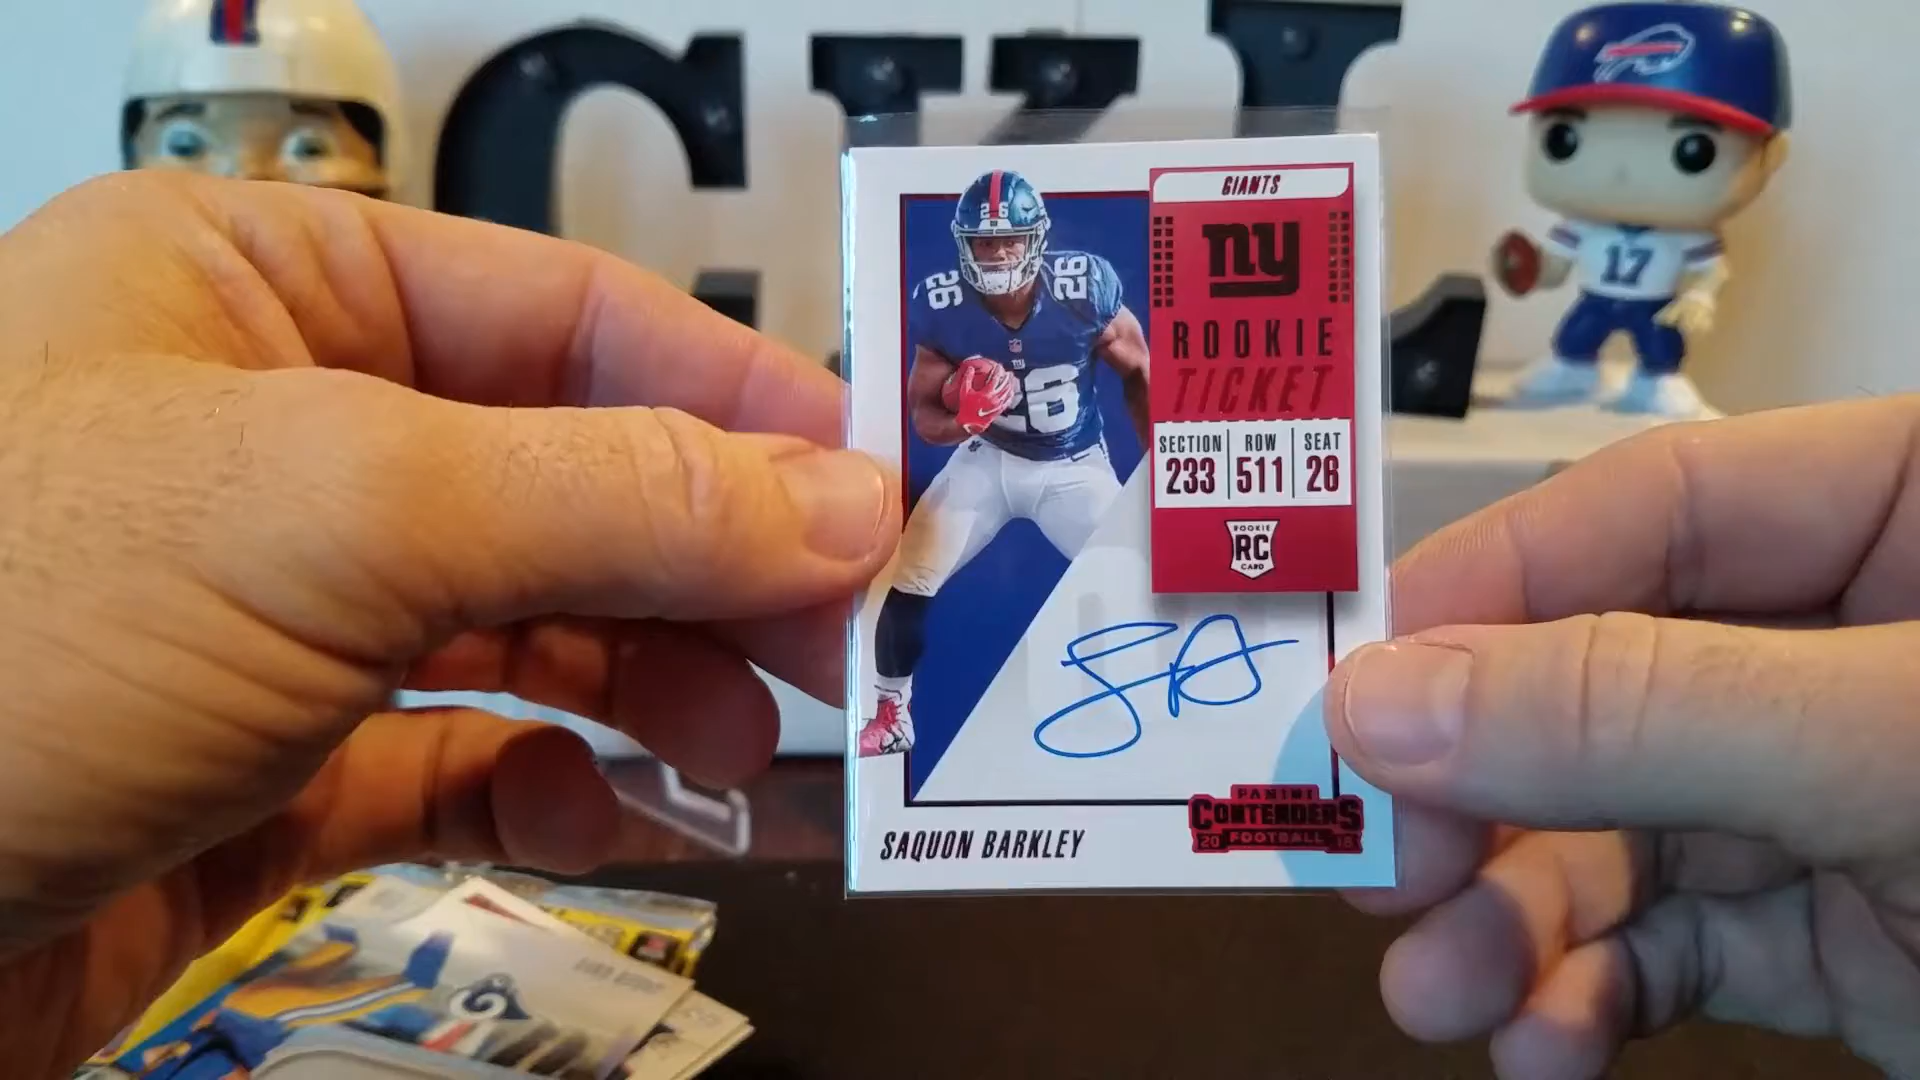 17
GIANTS
ny
ROOKIE
TICKET
SECTION ROW SEAT
233 511 26
ROOKIE
RC
CARD
26
26
26
26
PANINI
CONTENDERS
20 FOOTBALL 18
SAQUON BARKLEY